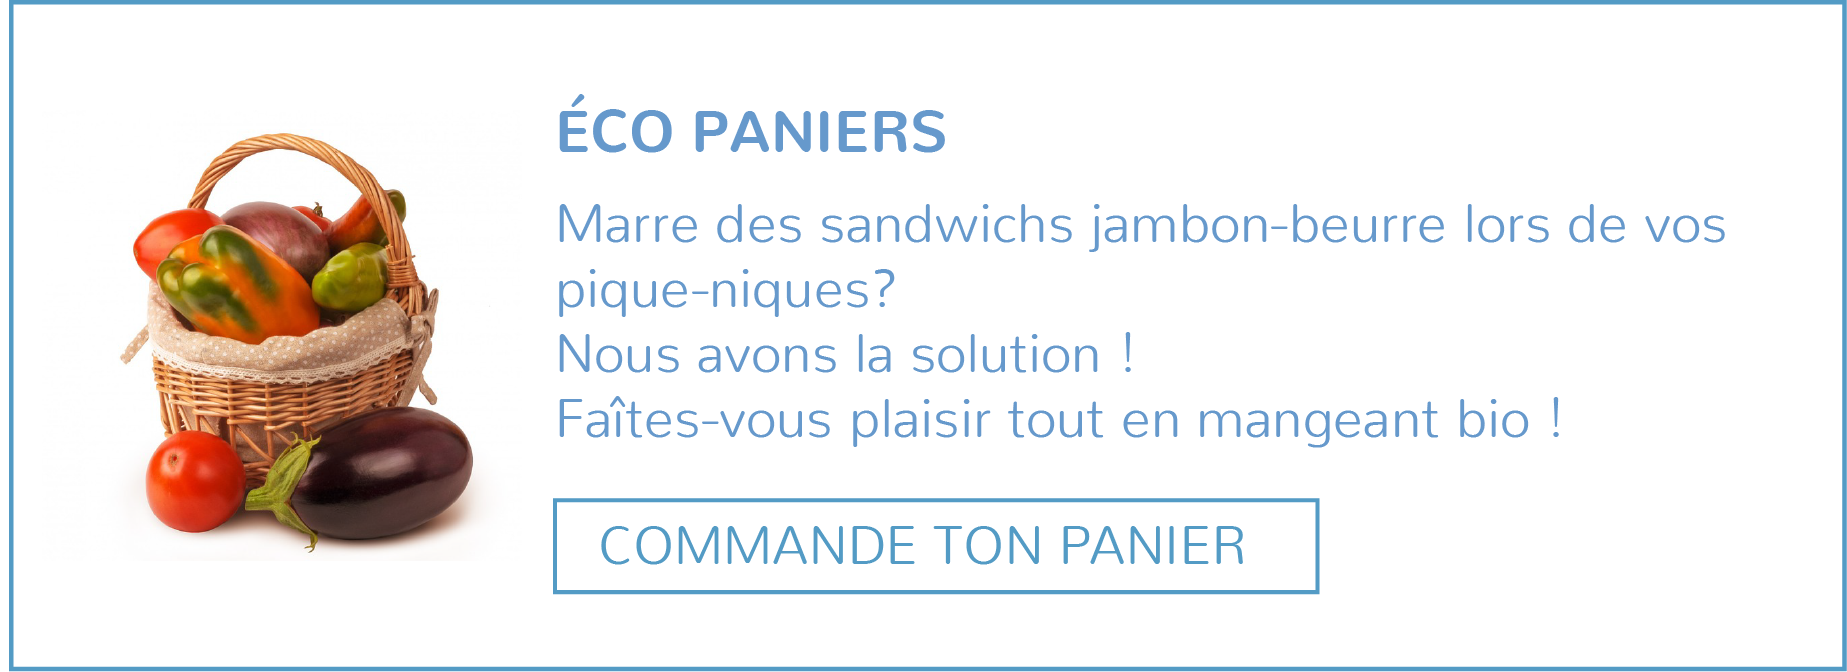 ÉCO PANIERS
Marre des sandwichs jambon-beurre lors de vos
pique-niques?
Nous avons la solution !
Faîtes-vous plaisir tout en mangeant bio !
COMMANDE TON PANIER